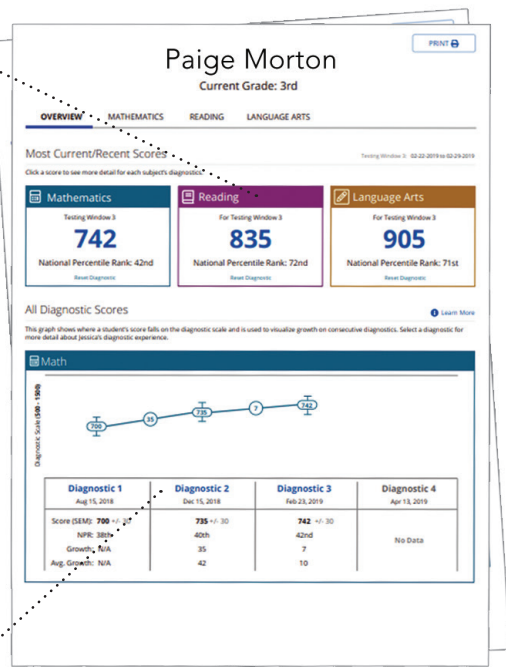 PRINT
Paige Morton
Current Grade: 3rd
OVERVIEW MATHEMATICS READING LANGUAGE ARTS
Most Current/Recent Scores
Testing Window 3: 02-22-2019 to 02-29-2019
Click a score to see more detail for each subject's diagnostics.
Mathematics
Testing Window 3
742
National Percentile Rank: 42nd
Reset Diagnostic
Reading
For Testing Window 3
835
National Percentile Rank: 72nd
Reset Diagnostic
Language Arts
For Testing Window 3
905
National Percentile Rank: 71st
Reset Diagnostic
All Diagnostic Scores
Learn More
This graph shows where a student's score falls on the diagnostic scale and is used to visualize growth on consecutive diagnostics. Select a diagnostic for
more detail about Jessica's diagnostic experience.
Math
Diagnostic Scale (500 - 1500)
700 35 735 7 742
Diagnostic 1 Diagnostic 2 Diagnostic 3 Diagnostic 4
Aug 15, 2018 Dec 15, 2018 Feb 23, 2019 Apr 13, 2019
Score (SEM): 700 +/- 30 735 +/- 30 742 +/- 30 No Data
NPR: 38th 40th 42nd
Growth: N/A 35 7
Avg. Growth: N/A 42 10